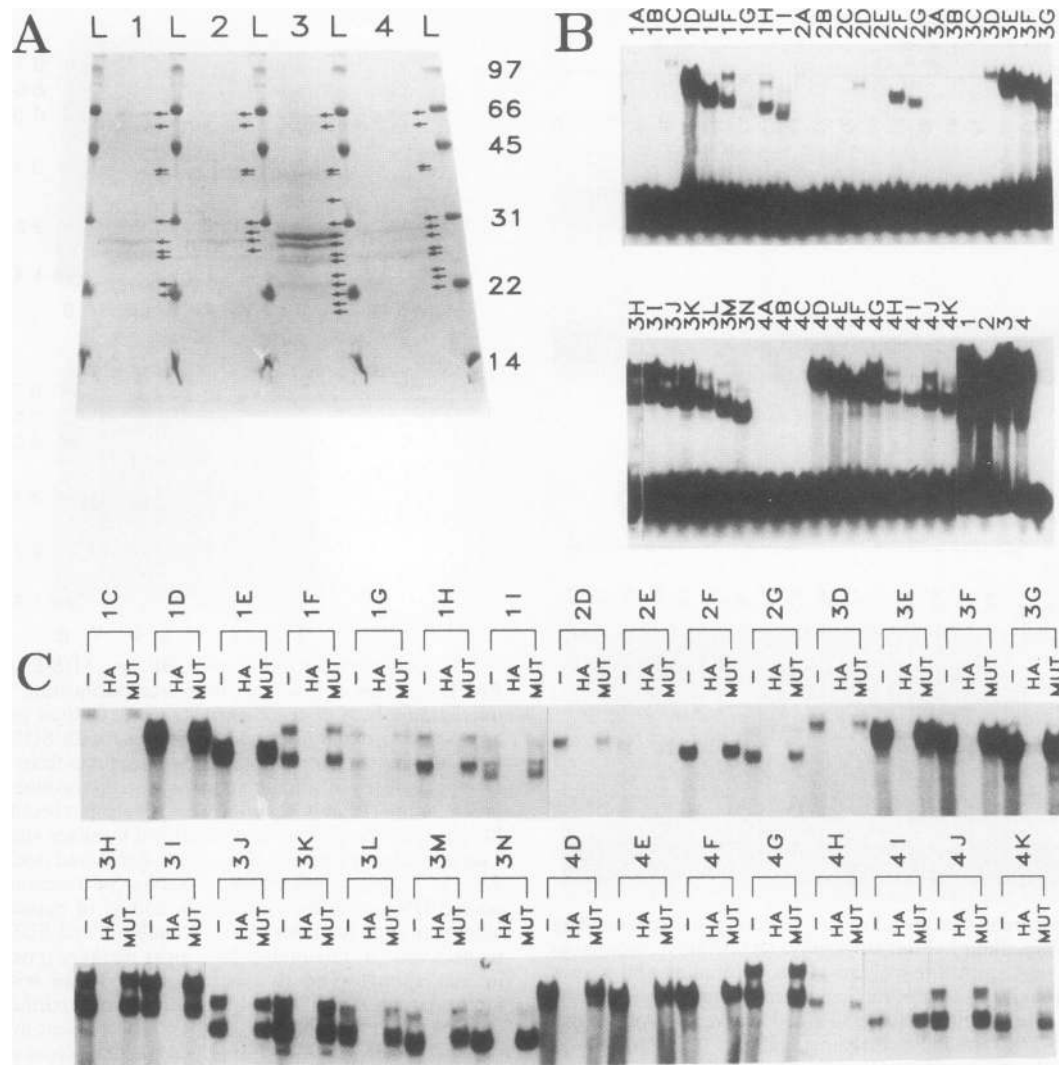 A
L 1 L 2 L 3 L 4 L
97
66
45
31
22
14
B
1A 1B 1C 1D 1E 1F 1G 1H 1I 2A 2B 2C 2D 2E 2F 2G 3A 3B 3C 3D 3E 3F 3G
3H 3I 3J 3K 3L 3M 3N 4A 4B 4C 4D 4E 4F 4G 4H 4I 4J 4K 1 2 3 4
C
1C 1D 1E 1F 1G 1H 1I 2D 2E 2F 2G 3D 3E 3F 3G
- HA MUT - HA MUT - HA MUT - HA MUT - HA MUT - HA MUT - HA MUT - HA MUT - HA MUT - HA MUT - HA MUT - HA MUT - HA MUT - HA MUT - HA MUT
3H 3I 3J 3K 3L 3M 3N 4D 4E 4F 4G 4H 4I 4J 4K
- HA MUT - HA MUT - HA MUT - HA MUT - HA MUT - HA MUT - HA MUT - HA MUT - HA MUT - HA MUT - HA MUT - HA MUT - HA MUT - HA MUT - HA MUT